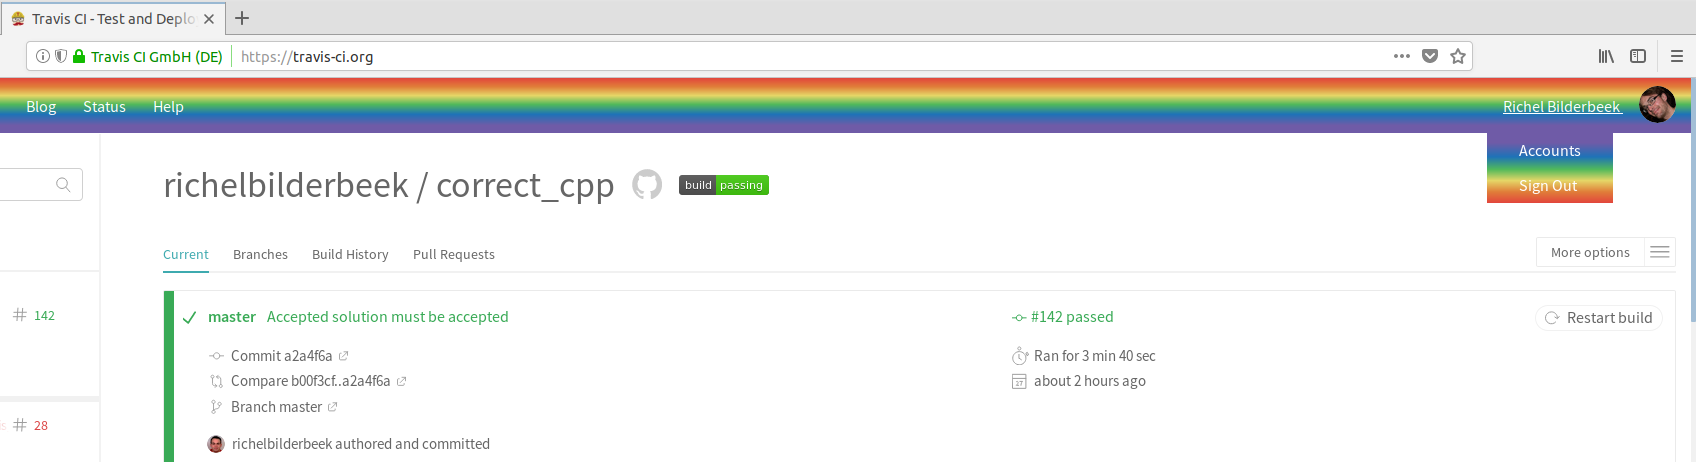 Travis CI - Test and Deplo
Travis CI GmbH (DE) https://travis-ci.org
Blog Status Help Richel Bilderbeek
Accounts
Sign Out
richelbilderbeek / correct_cpp build passing
Current Branches Build History Pull Requests More options
# 142
master Accepted solution must be accepted #142 passed Restart build
Commit a2a4f6a Ran for 3 min 40 sec
Compare b00f3cf..a2a4f6a 17 about 2 hours ago
Branch master
# 28
richelbilderbeek authored and committed